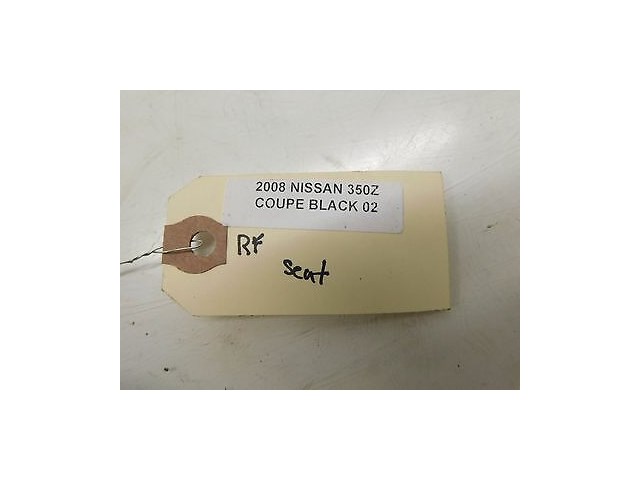 2008 NISSAN 350Z
COUPE BLACK 02
RF
seat